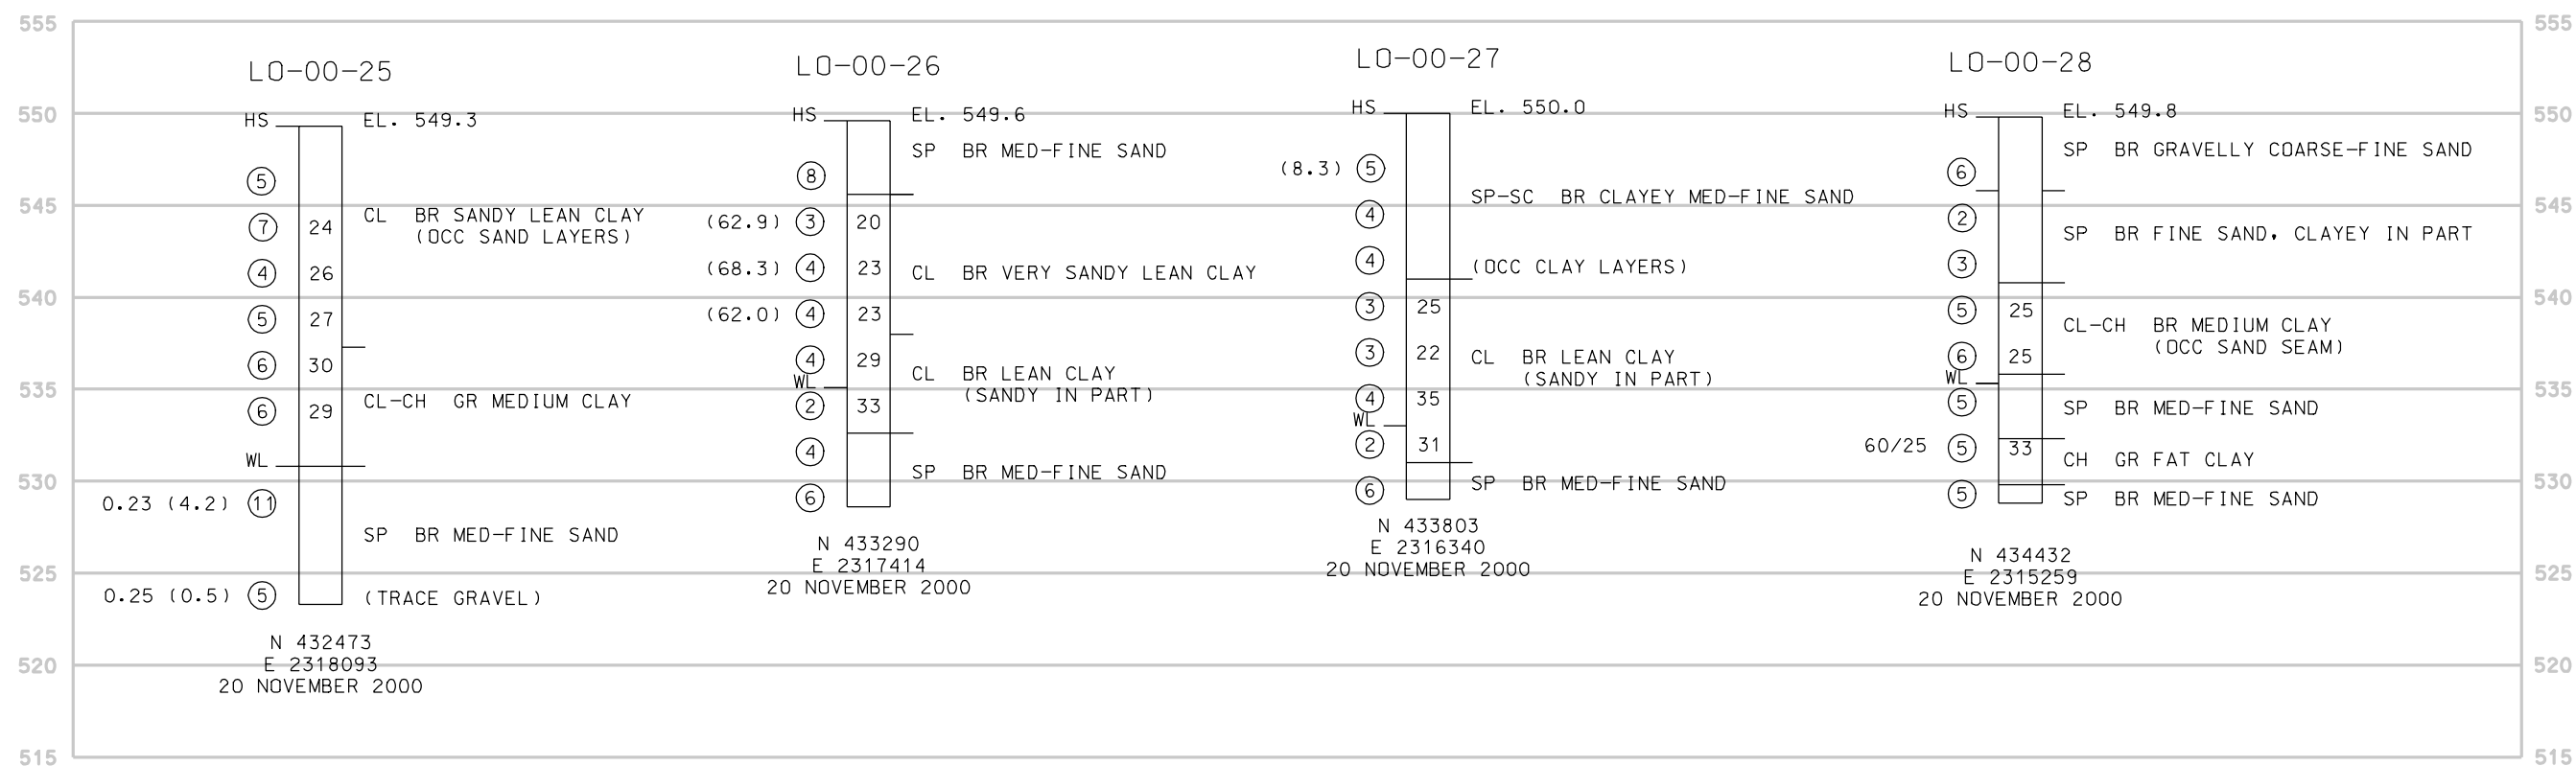 555
550
545
540
535
530
525
520
515
LO-00-25
HS EL. 549.3
5
7 24
4 26
5 27
6 30
6 29
CL BR SANDY LEAN CLAY
(OCC SAND LAYERS)
CL-CH GR MEDIUM CLAY
WL
0.23 (4.2) 11
SP BR MED-FINE SAND
0.25 (0.5) 5
(TRACE GRAVEL)
N 432473
E 2318093
20 NOVEMBER 2000
LO-00-26
HS EL. 549.6
SP BR MED-FINE SAND
8
(62.9) 3 20
(68.3) 4 23
CL BR VERY SANDY LEAN CLAY
(62.0) 4 23
4 29
CL BR LEAN CLAY
(SANDY IN PART)
WL
2 33
4
SP BR MED-FINE SAND
6
N 433290
E 2317414
20 NOVEMBER 2000
LO-00-27
HS EL. 550.0
(8.3) 5
SP-SC BR CLAYEY MED-FINE SAND
4
4
(OCC CLAY LAYERS)
3 25
3 22
CL BR LEAN CLAY
(SANDY IN PART)
4 35
WL
2 31
SP BR MED-FINE SAND
6
N 433803
E 2316340
20 NOVEMBER 2000
LO-00-28
HS EL. 549.8
SP BR GRAVELLY COARSE-FINE SAND
6
2
SP BR FINE SAND, CLAYEY IN PART
3
5 25
CL-CH BR MEDIUM CLAY
(OCC SAND SEAM)
6 25
WL
5
SP BR MED-FINE SAND
60/25 5 33
CH GR FAT CLAY
5
SP BR MED-FINE SAND
N 434432
E 2315259
20 NOVEMBER 2000
555
550
545
540
535
530
525
520
515